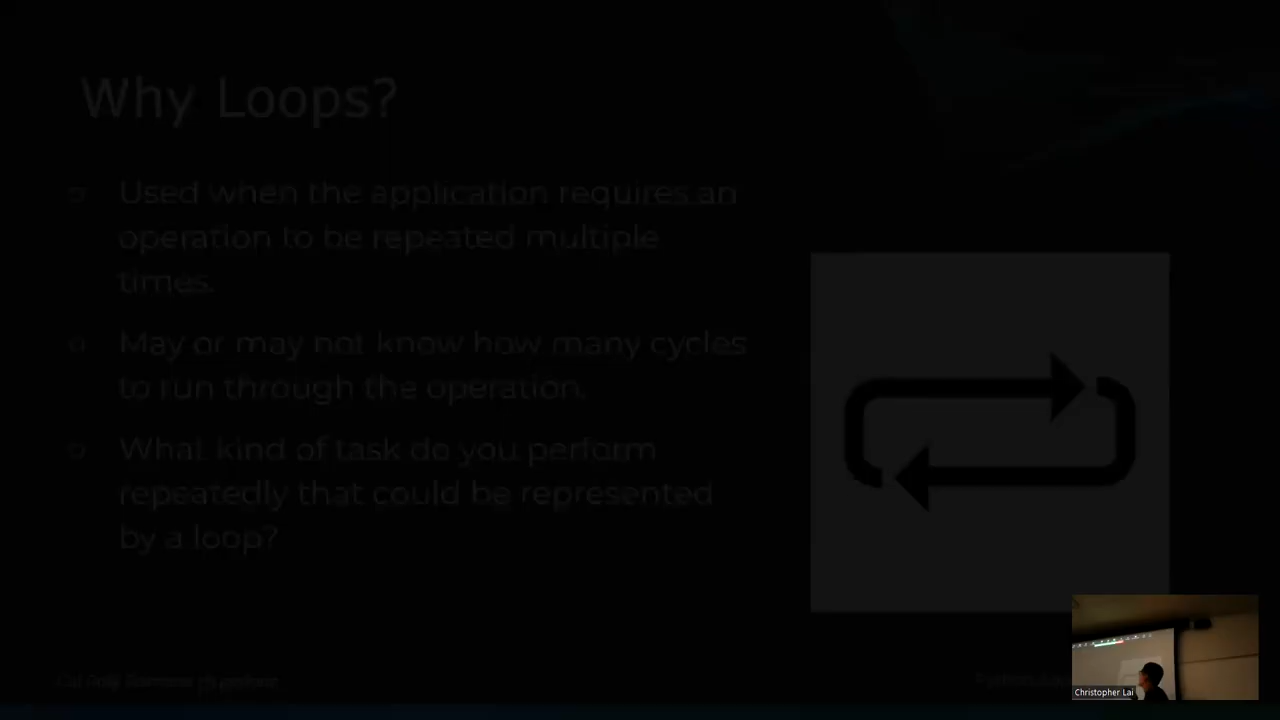 Why Loops?
Used when the application requires an
operation to be repeated multiple
times.
May or may not know how many cycles
to run through the operation.
What kind of task do you perform
repeatedly that could be represented
by a loop?
Christopher Lai